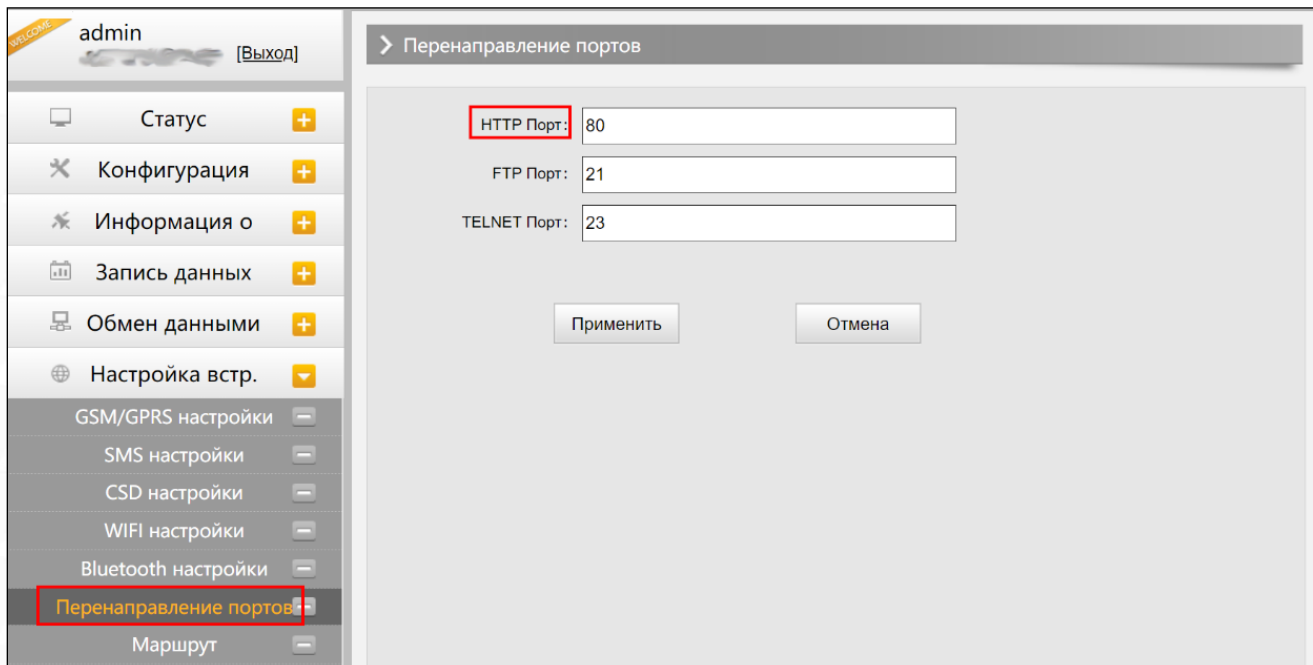 WELCOME
admin
[Выход]
Статус
Конфигурация
Информация о
Запись данных
Обмен данными
Настройка встр.
GSM/GPRS настройки
SMS настройки
CSD настройки
WIFI настройки
Bluetooth настройки
Перенаправление портов
Маршрут
Перенаправление портов
HTTP Порт: 80
FTP Порт: 21
TELNET Порт: 23
Применить Отмена